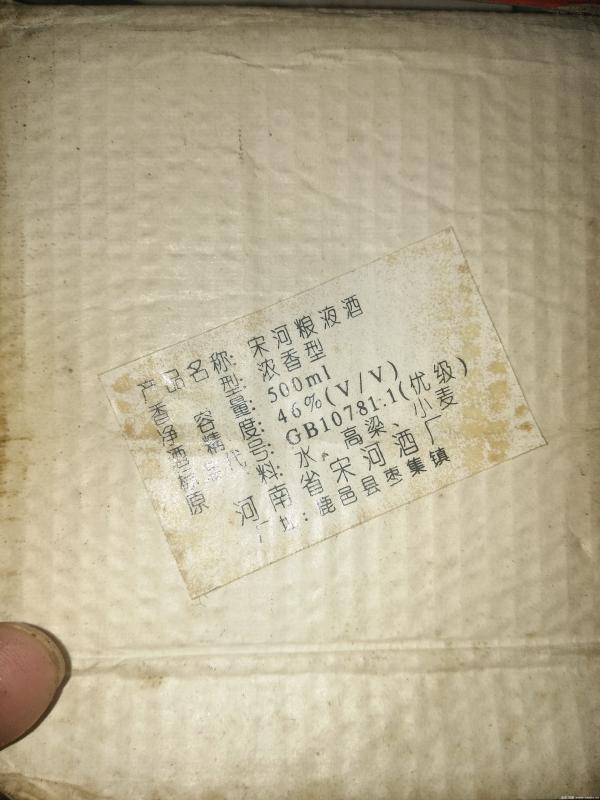 产品名称: 宋河粮液酒
香 型: 浓香型
净 容 量: 500ml
酒 精 度: 46%(V/V)
标 代 号: GB10781.1(优级)
原 料: 水、高粱、小麦
河南省宋河酒厂
厂址: 鹿邑县枣集镇